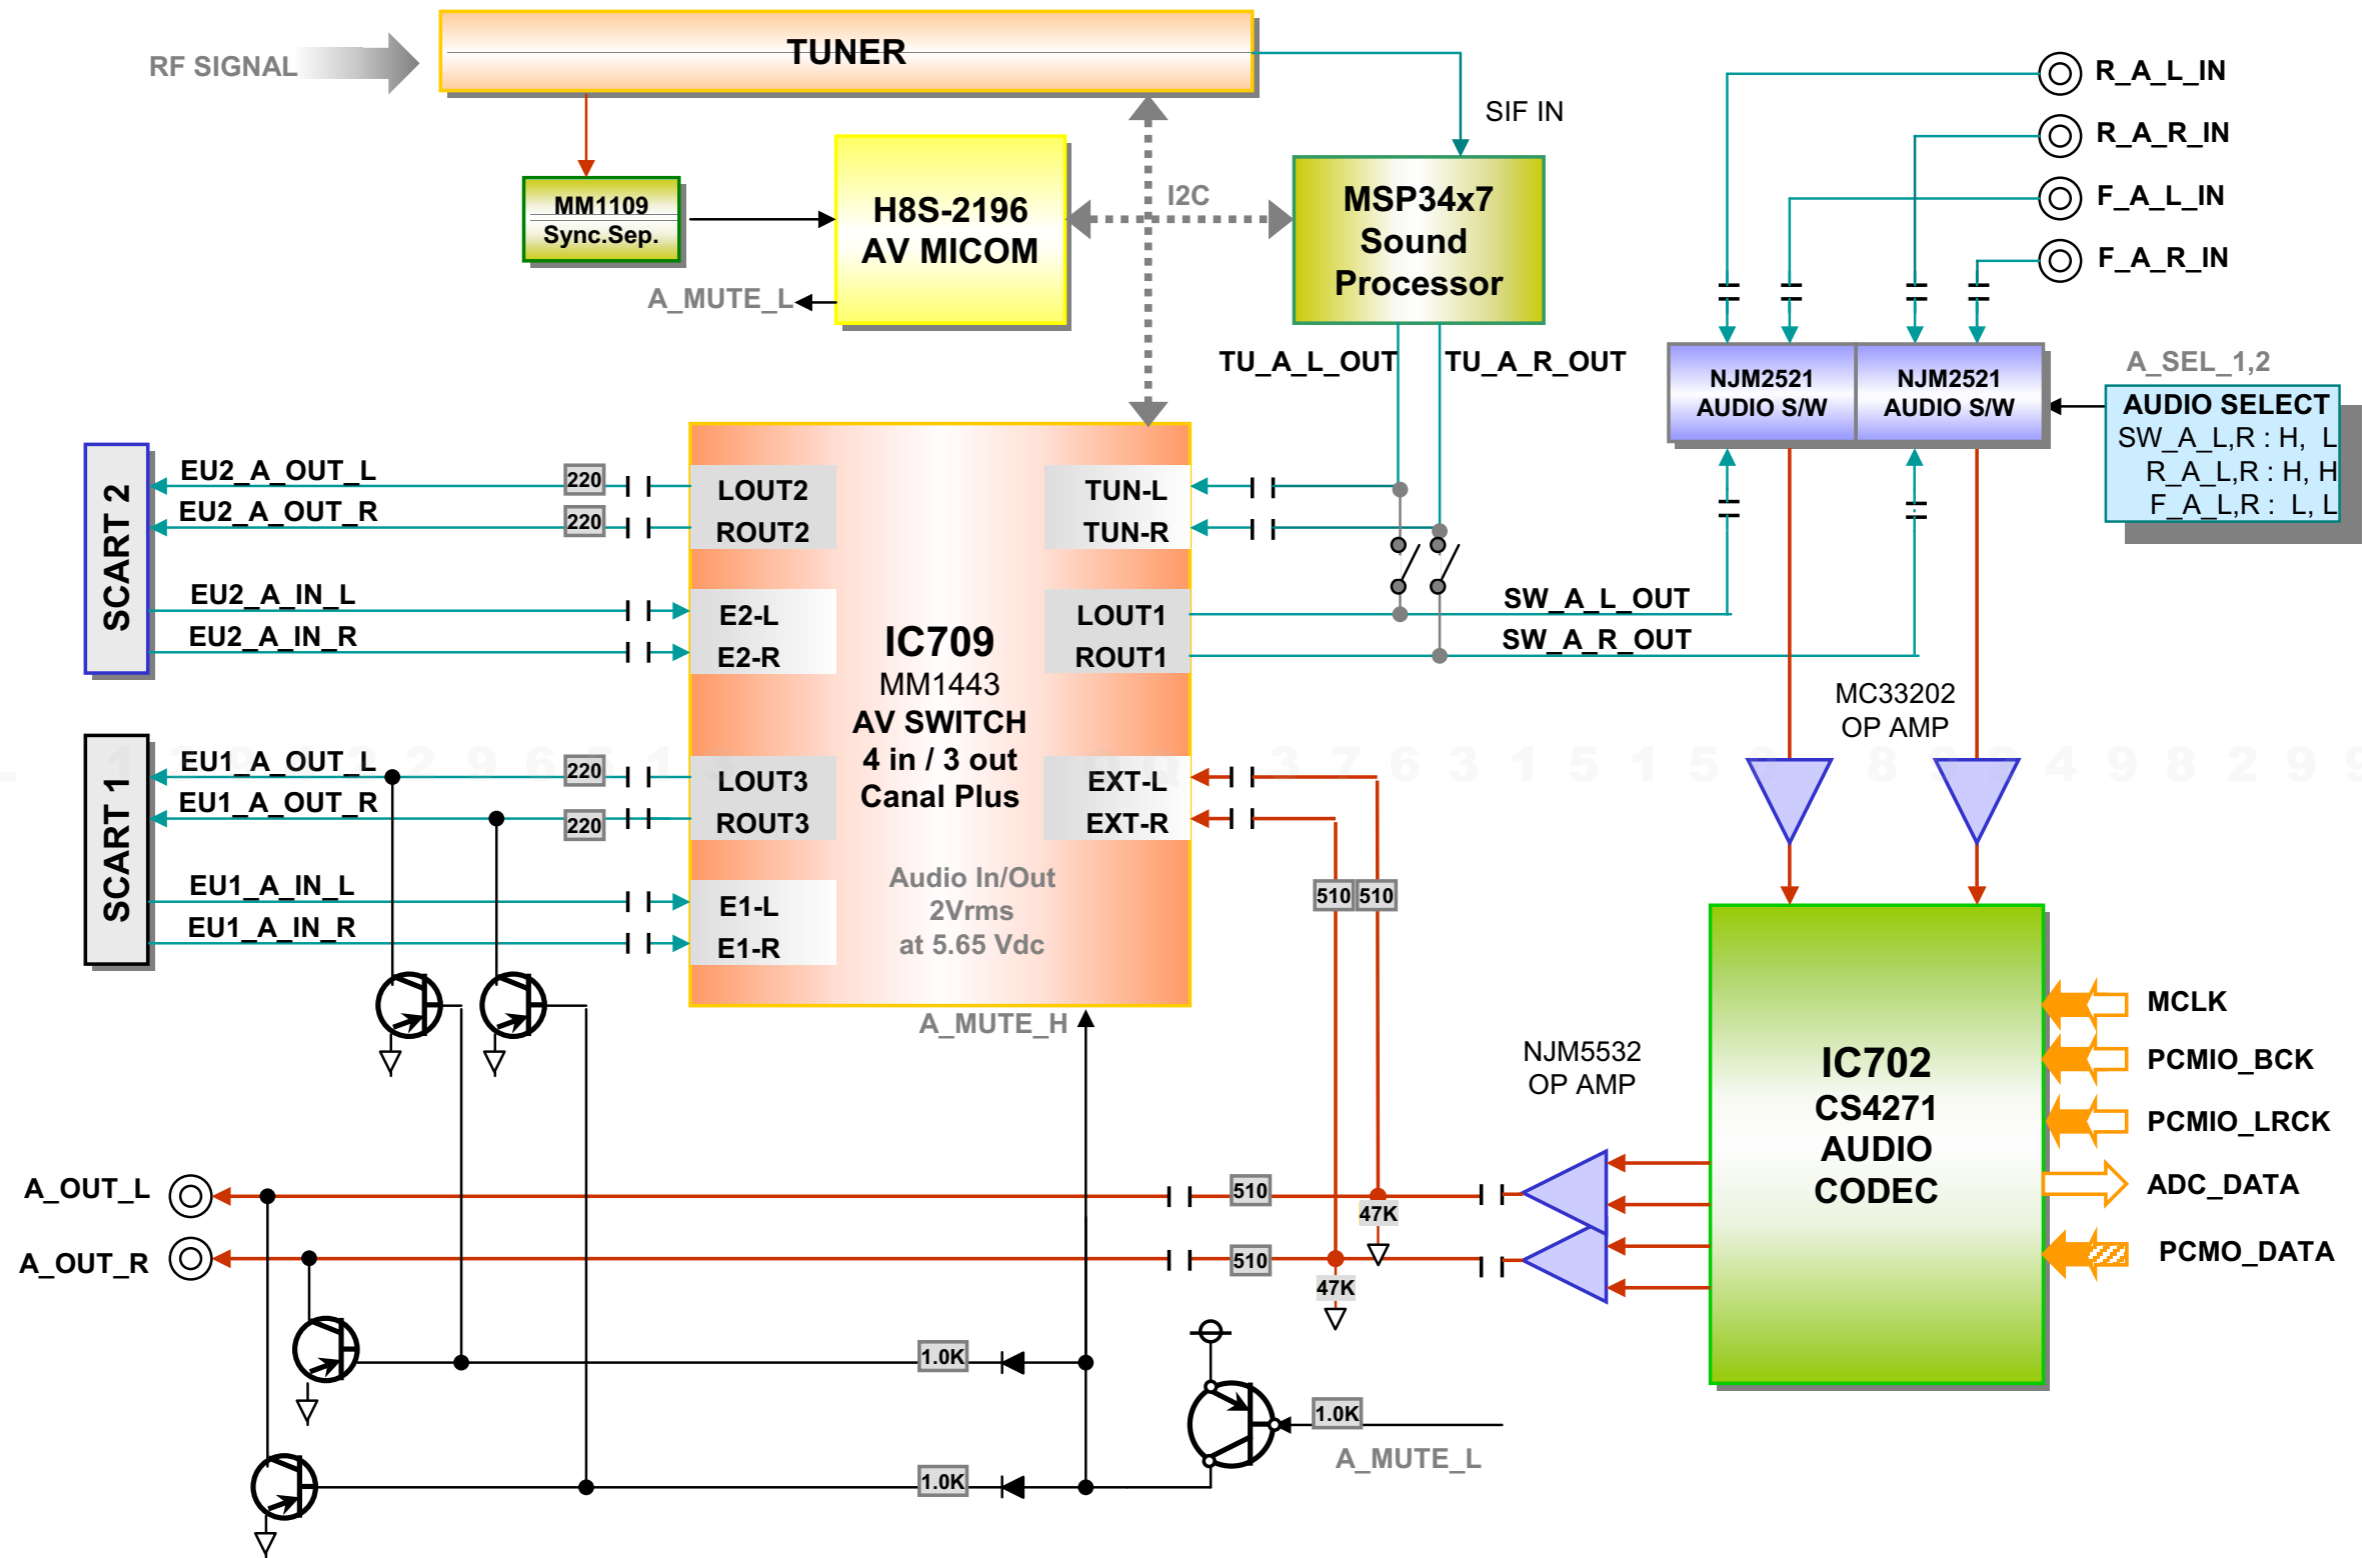 TUNER
RF SIGNAL
R_A_L_IN
SIF IN
R_A_R_IN
MM1109
Sync.Sep.
H8S-2196
AV MICOM
I2C
MSP34x7
Sound
Processor
F_A_L_IN
F_A_R_IN
A_MUTE_L
TU_A_L_OUT
TU_A_R_OUT
NJM2521
AUDIO S/W
NJM2521
AUDIO S/W
A_SEL_1,2
AUDIO SELECT
SW_A_L,R : H, L
R_A_L,R : H, H
F_A_L,R : L, L
SCART 2
EU2_A_OUT_L
220
EU2_A_OUT_R
220
EU2_A_IN_L
EU2_A_IN_R
LOUT2
ROUT2
E2-L
E2-R
TUN-L
TUN-R
LOUT1
ROUT1
SW_A_L_OUT
SW_A_R_OUT
IC709
MM1443
AV SWITCH
4 in / 3 out
Canal Plus
Audio In/Out
2Vrms
at 5.65 Vdc
MC33202
OP AMP
SCART 1
EU1_A_OUT_L
220
EU1_A_OUT_R
220
EU1_A_IN_L
EU1_A_IN_R
LOUT3
ROUT3
E1-L
E1-R
EXT-L
EXT-R
510
510
A_MUTE_H
NJM5532
OP AMP
IC702
CS4271
AUDIO
CODEC
MCLK
PCMIO_BCK
PCMIO_LRCK
ADC_DATA
PCMO_DATA
A_OUT_L
510
47K
A_OUT_R
510
47K
1.0K
1.0K
A_MUTE_L
1.0K